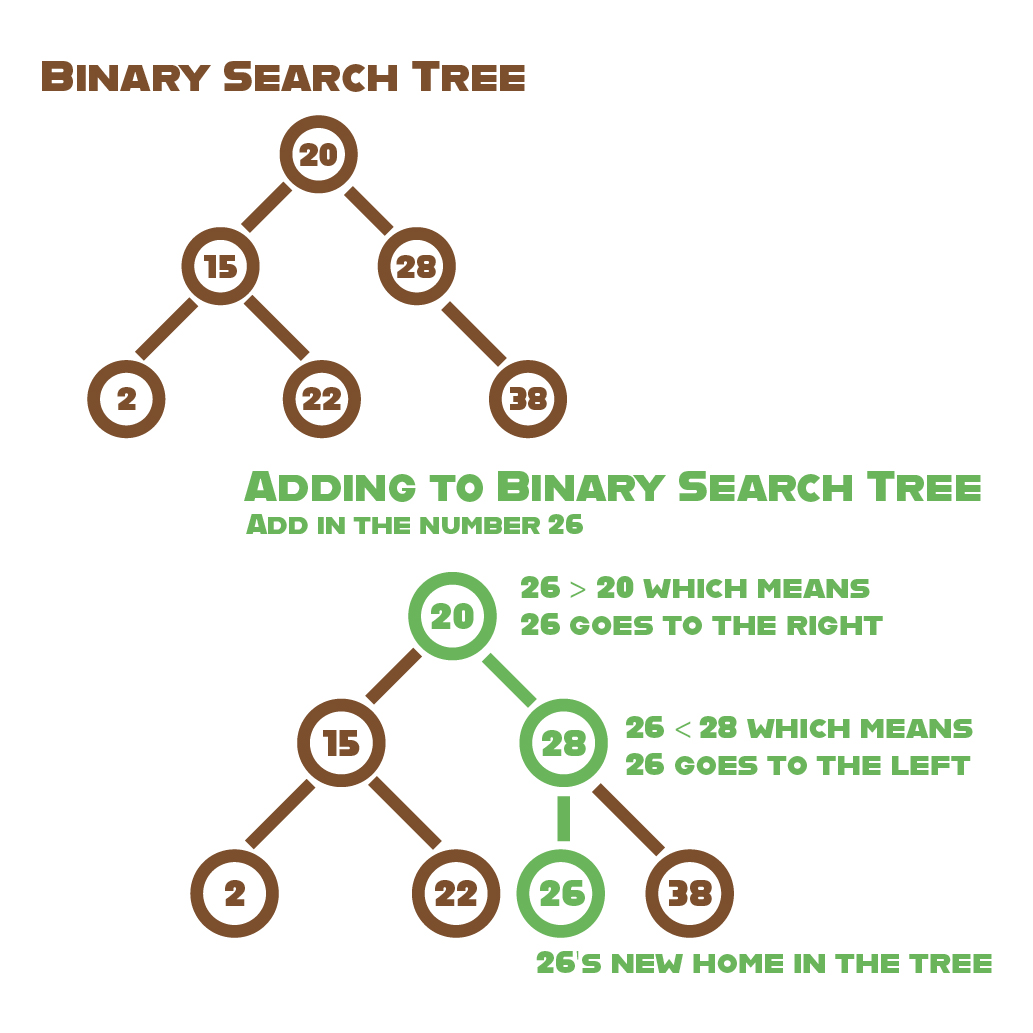 Binary Search Tree
20
15 28
2 22 38
Adding to Binary Search Tree
Add in the number 26
20
26 > 20 which means
26 goes to the right
15 28
26 < 28 which means
26 goes to the left
2 22 26 38
26's new home in the tree